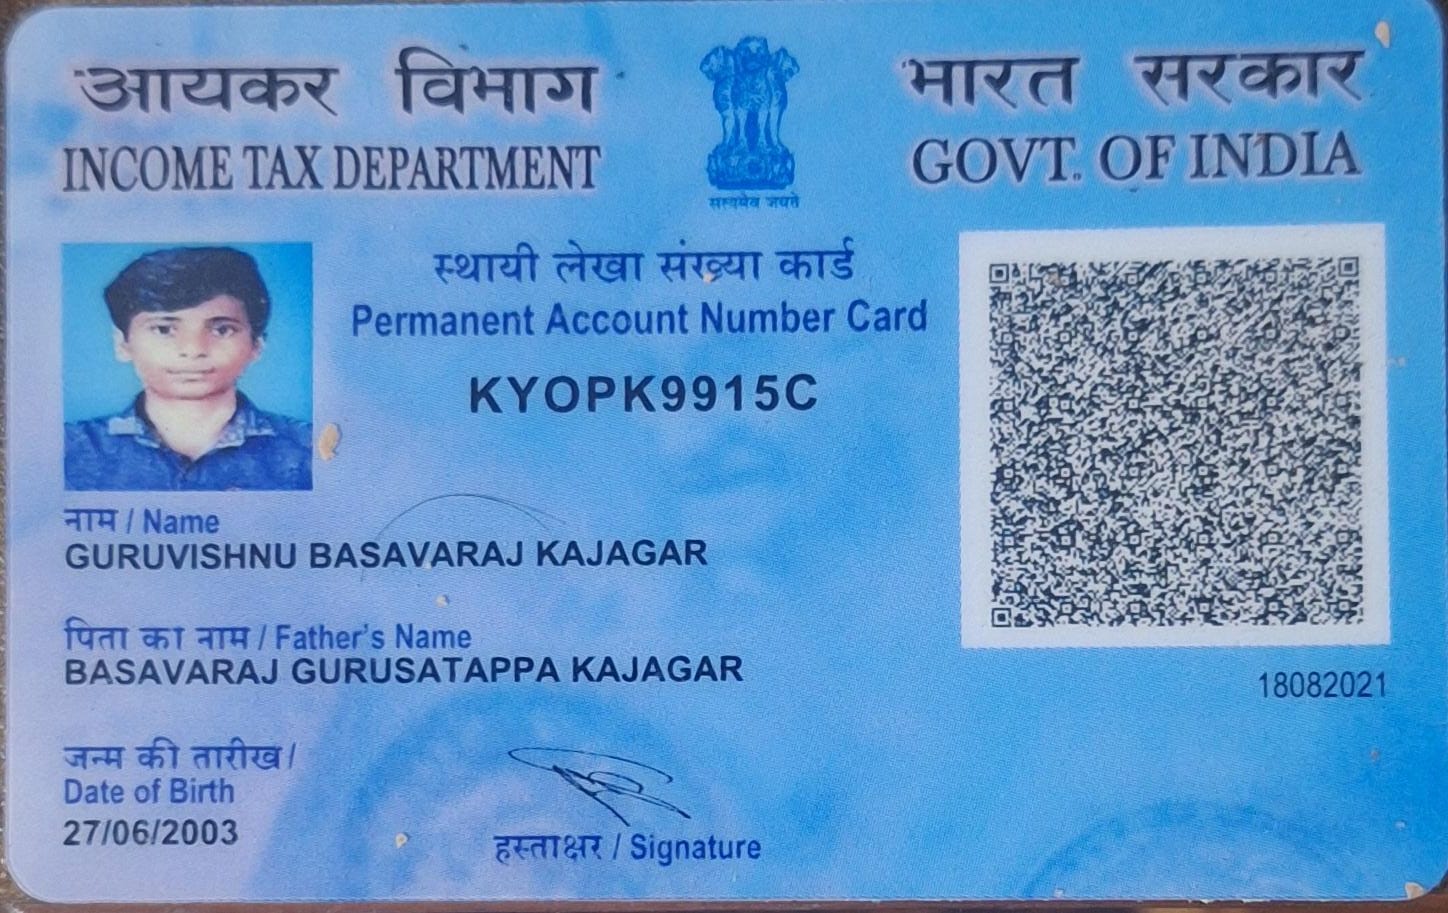 आयकर विभाग
INCOME TAX DEPARTMENT
सत्यमेव जयते
भारत सरकार
GOVT. OF INDIA
स्थायी लेखा संख्या कार्ड
Permanent Account Number Card
KYOPK9915C
नाम / Name
GURUVISHNU BASAVARAJ KAJAGAR
पिता का नाम / Father's Name
BASAVARAJ GURUSATAPPA KAJAGAR
18082021
जन्म की तारीख /
Date of Birth
27/06/2003
हस्ताक्षर / Signature